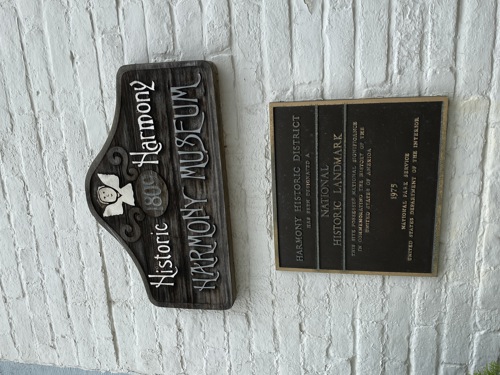 Historic 1809 Harmony
HARMONY MUSEUM
HARMONY HISTORIC DISTRICT
HAS BEEN DESIGNATED A
NATIONAL
HISTORIC LANDMARK
THIS SITE POSSESSES NATIONAL SIGNIFICANCE
IN COMMEMORATING THE HISTORY OF THE
UNITED STATES OF AMERICA
1975
NATIONAL PARK SERVICE
UNITED STATES DEPARTMENT OF THE INTERIOR